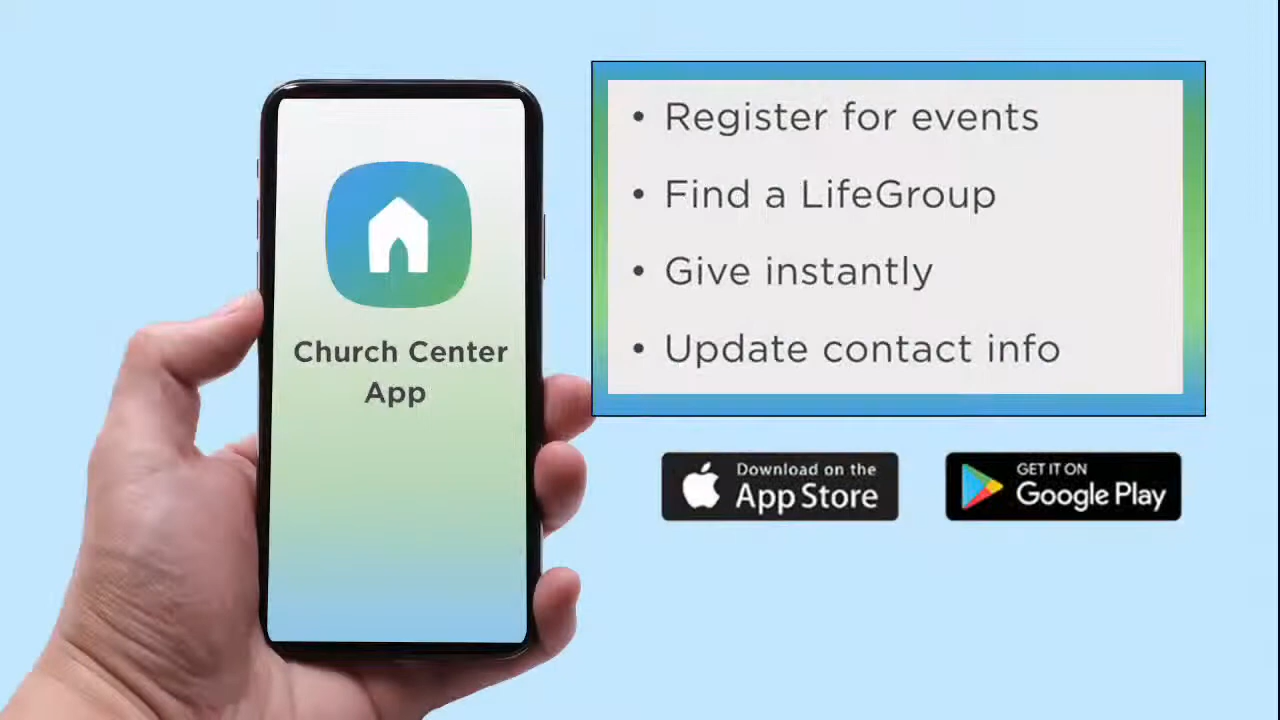 Church Center
App
• Register for events
• Find a LifeGroup
• Give instantly
• Update contact info
Download on the
App Store
GET IT ON
Google Play